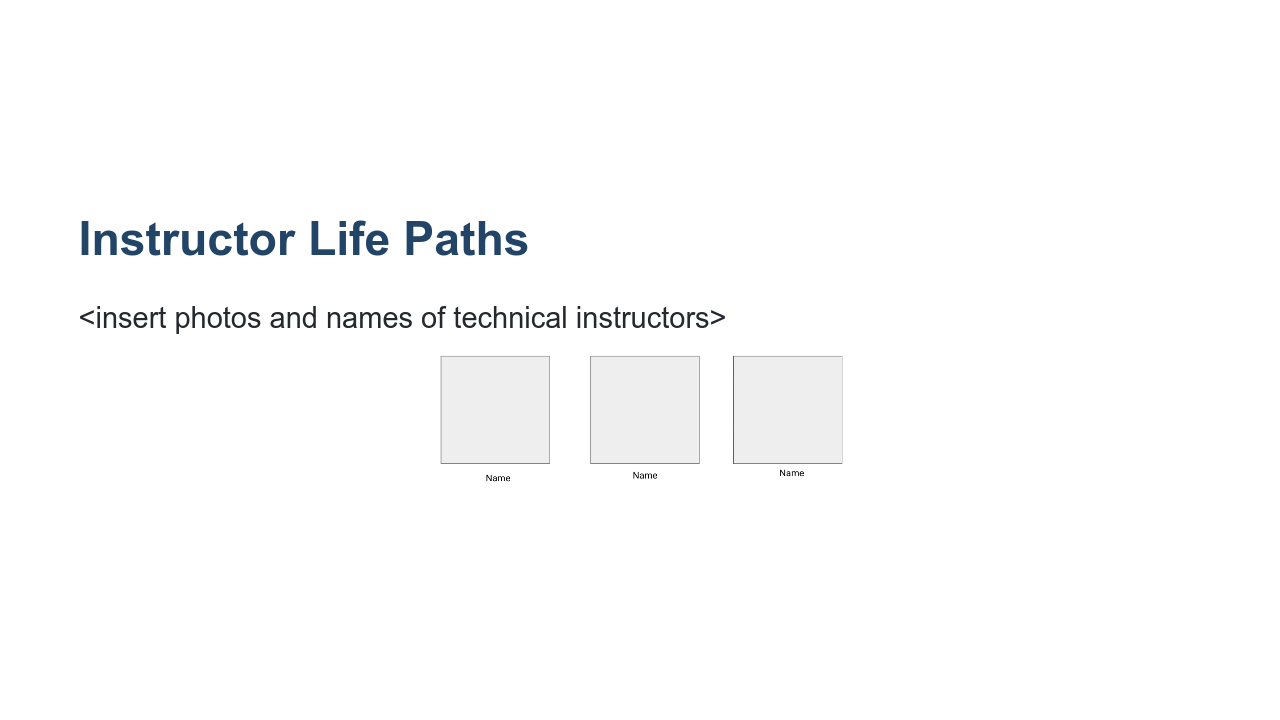 Instructor Life Paths
<insert photos and names of technical instructors>
Name
Name
Name